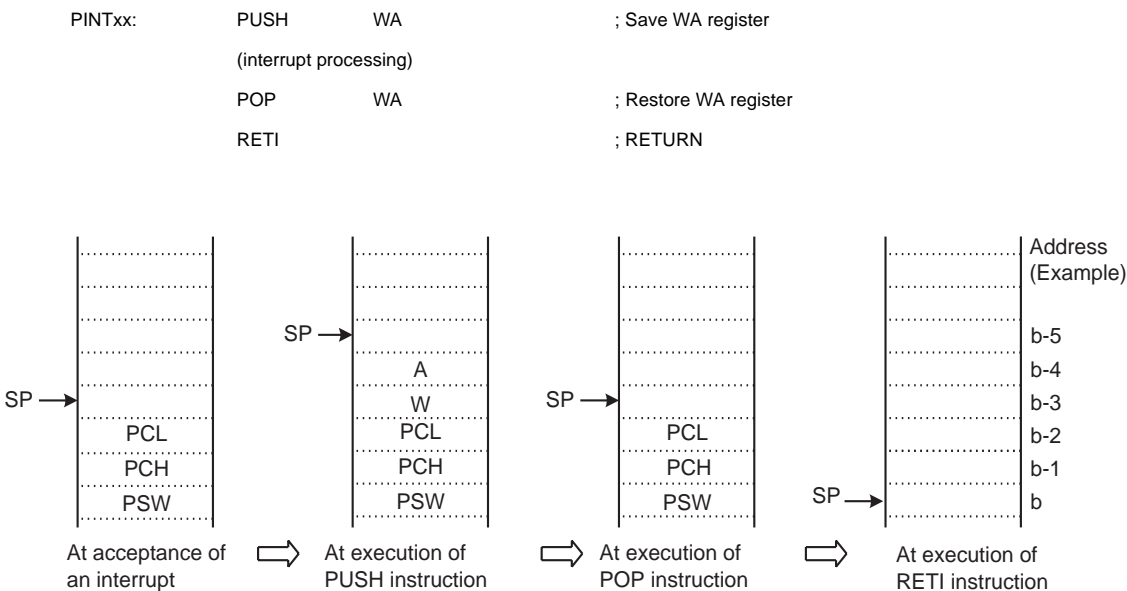 PINTxx: PUSH WA ; Save WA register
(interrupt processing)
POP WA ; Restore WA register
RETI ; RETURN
Address
(Example)
SP b-5
A b-4
SP W SP b-3
PCL PCL PCL b-2
PCH PCH PCH b-1
PSW PSW PSW SP b
At acceptance of At execution of At execution of At execution of
an interrupt PUSH instruction POP instruction RETI instruction